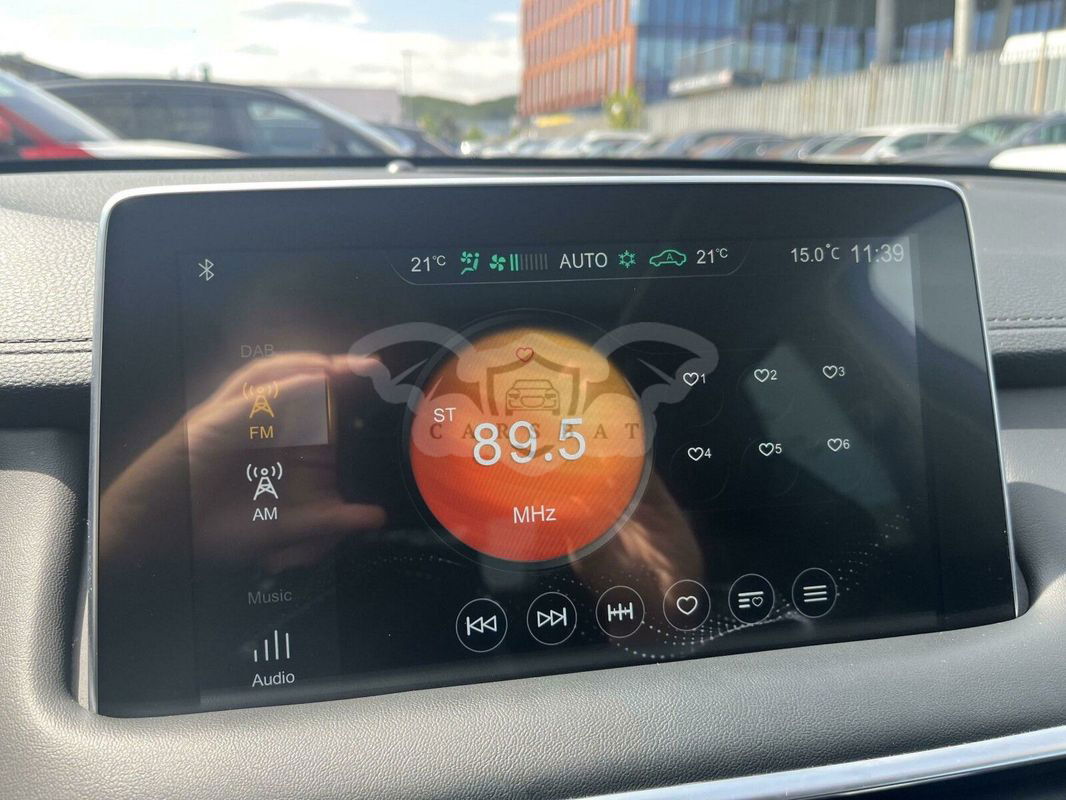 21°C AUTO A 21°C 15.0°C 11:39
DAB
FM
AM
Music
Audio
ST
89.5
MHz
CARSBAT
1 2 3
4 5 6